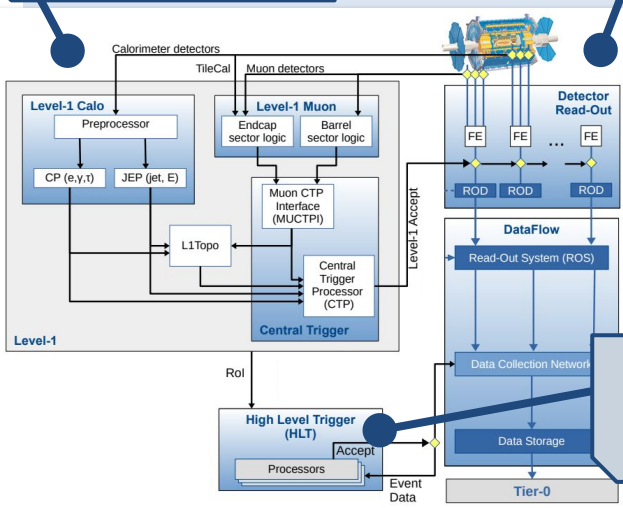 Calorimeter detectors
TileCal
Muon detectors
Level-1 Calo
Preprocessor
CP (e,γ,τ)
JEP (jet, E)
Level-1 Muon
Endcap
sector logic
Barrel
sector logic
Muon CTP
Interface
(MUCTPI)
L1Topo
Central
Trigger
Processor
(CTP)
Central Trigger
Level-1
Level-1 Accept
Detector
Read-Out
FE
FE
...
FE
ROD
ROD
ROD
DataFlow
Read-Out System (ROS)
Data Collection Network
Data Storage
Tier-0
RoI
High Level Trigger
(HLT)
Accept
Processors
Event
Data